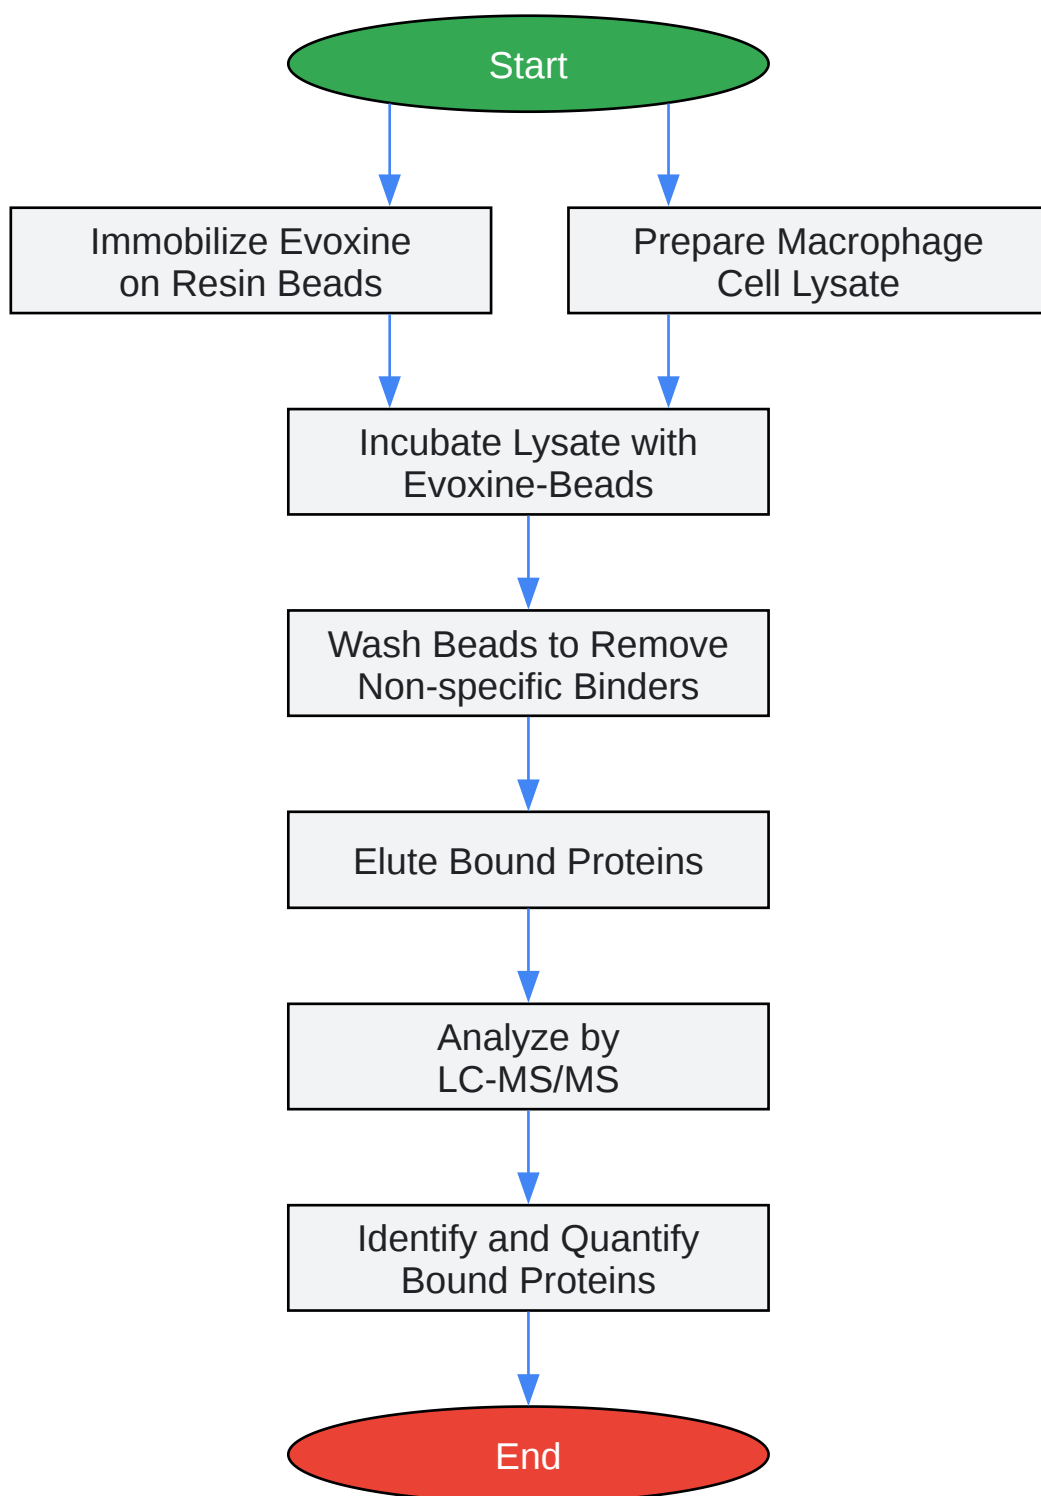 Start
Immobilize Evoxine
on Resin Beads
Prepare Macrophage
Cell Lysate
Incubate Lysate with
Evoxine-Beads
Wash Beads to Remove
Non-specific Binders
Elute Bound Proteins
Analyze by
LC-MS/MS
Identify and Quantify
Bound Proteins
End